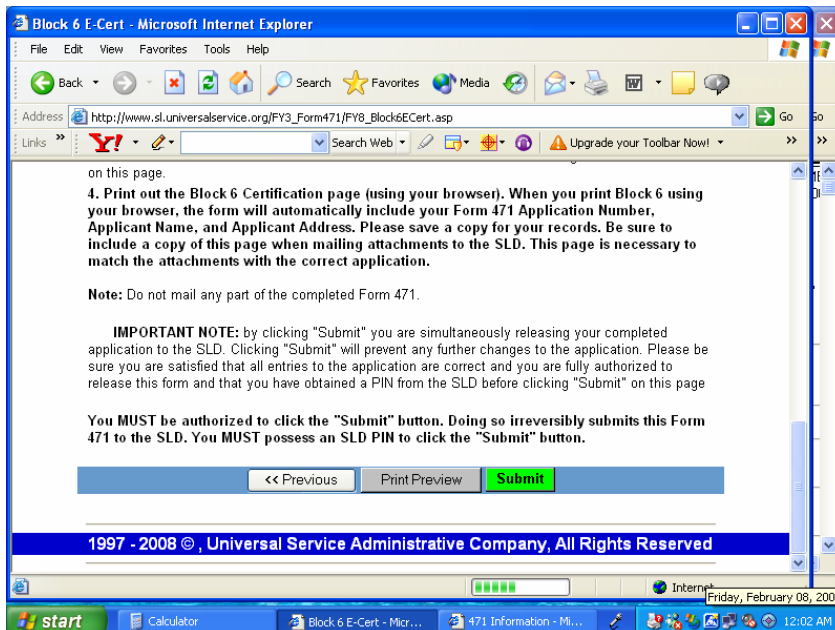 Block 6 E-Cert - Microsoft Internet Explorer
File Edit View Favorites Tools Help
Back Search Favorites Media
Address http://www.sl.universalservice.org/FY3_Form471/FY8_Block6ECert.asp Go Go
Links » Y! Search Web Upgrade your Toolbar Now! » »
on this page.
4. Print out the Block 6 Certification page (using your browser). When you print Block 6 using
your browser, the form will automatically include your Form 471 Application Number,
Applicant Name, and Applicant Address. Please save a copy for your records. Be sure to
include a copy of this page when mailing attachments to the SLD. This page is necessary to
match the attachments with the correct application.
Note: Do not mail any part of the completed Form 471.
IMPORTANT NOTE: by clicking "Submit" you are simultaneously releasing your completed
application to the SLD. Clicking "Submit" will prevent any further changes to the application. Please be
sure you are satisfied that all entries to the application are correct and you are fully authorized to
release this form and that you have obtained a PIN from the SLD before clicking "Submit" on this page
You MUST be authorized to click the "Submit" button. Doing so irreversibly submits this Form
471 to the SLD. You MUST possess an SLD PIN to click the "Submit" button.
<< Previous Print Preview Submit
1997 - 2008 © , Universal Service Administrative Company, All Rights Reserved
Internet
Friday, February 08, 200
start Calculator Block 6 E-Cert - Micr... 471 Information - Mi... 12:02 AM